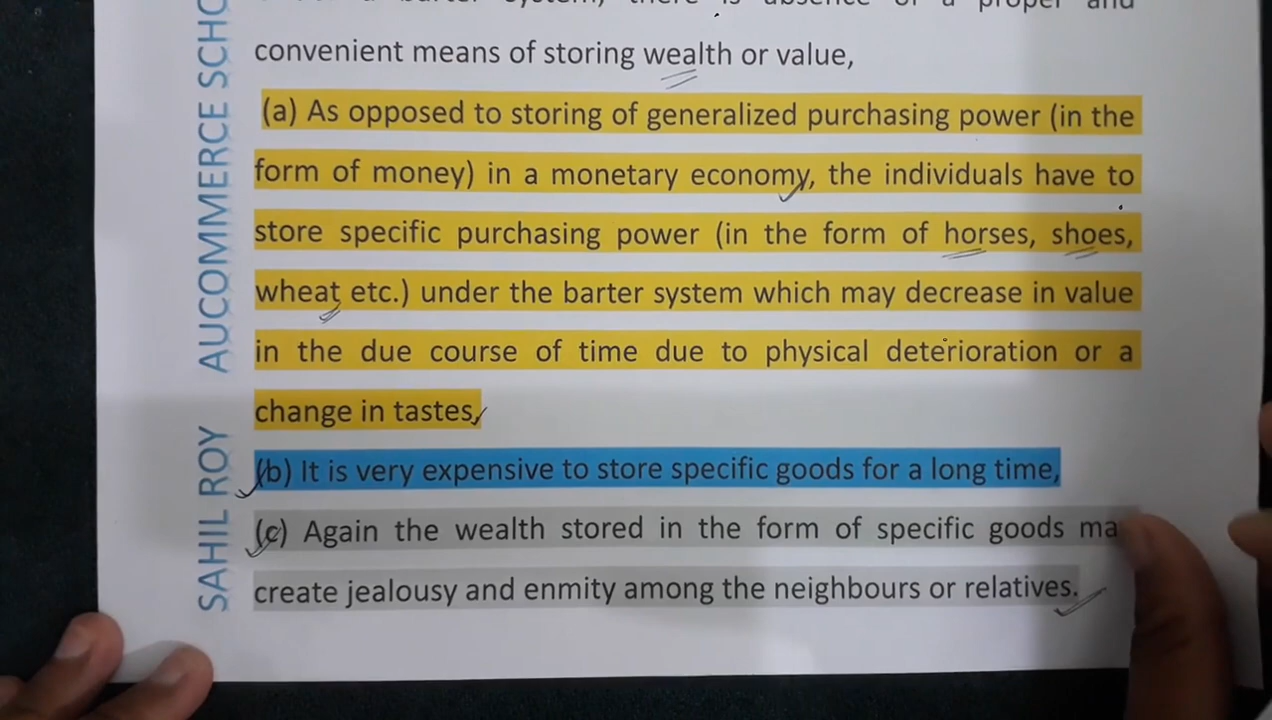 convenient means of storing wealth or value,
(a) As opposed to storing of generalized purchasing power (in the
form of money) in a monetary economy, the individuals have to
store specific purchasing power (in the form of horses, shoes,
wheat etc.) under the barter system which may decrease in value
in the due course of time due to physical deterioration or a
change in tastes,
(b) It is very expensive to store specific goods for a long time,
(c) Again the wealth stored in the form of specific goods ma
create jealousy and enmity among the neighbours or relatives.
SAHIL ROY AUCOMMERCE SCHO